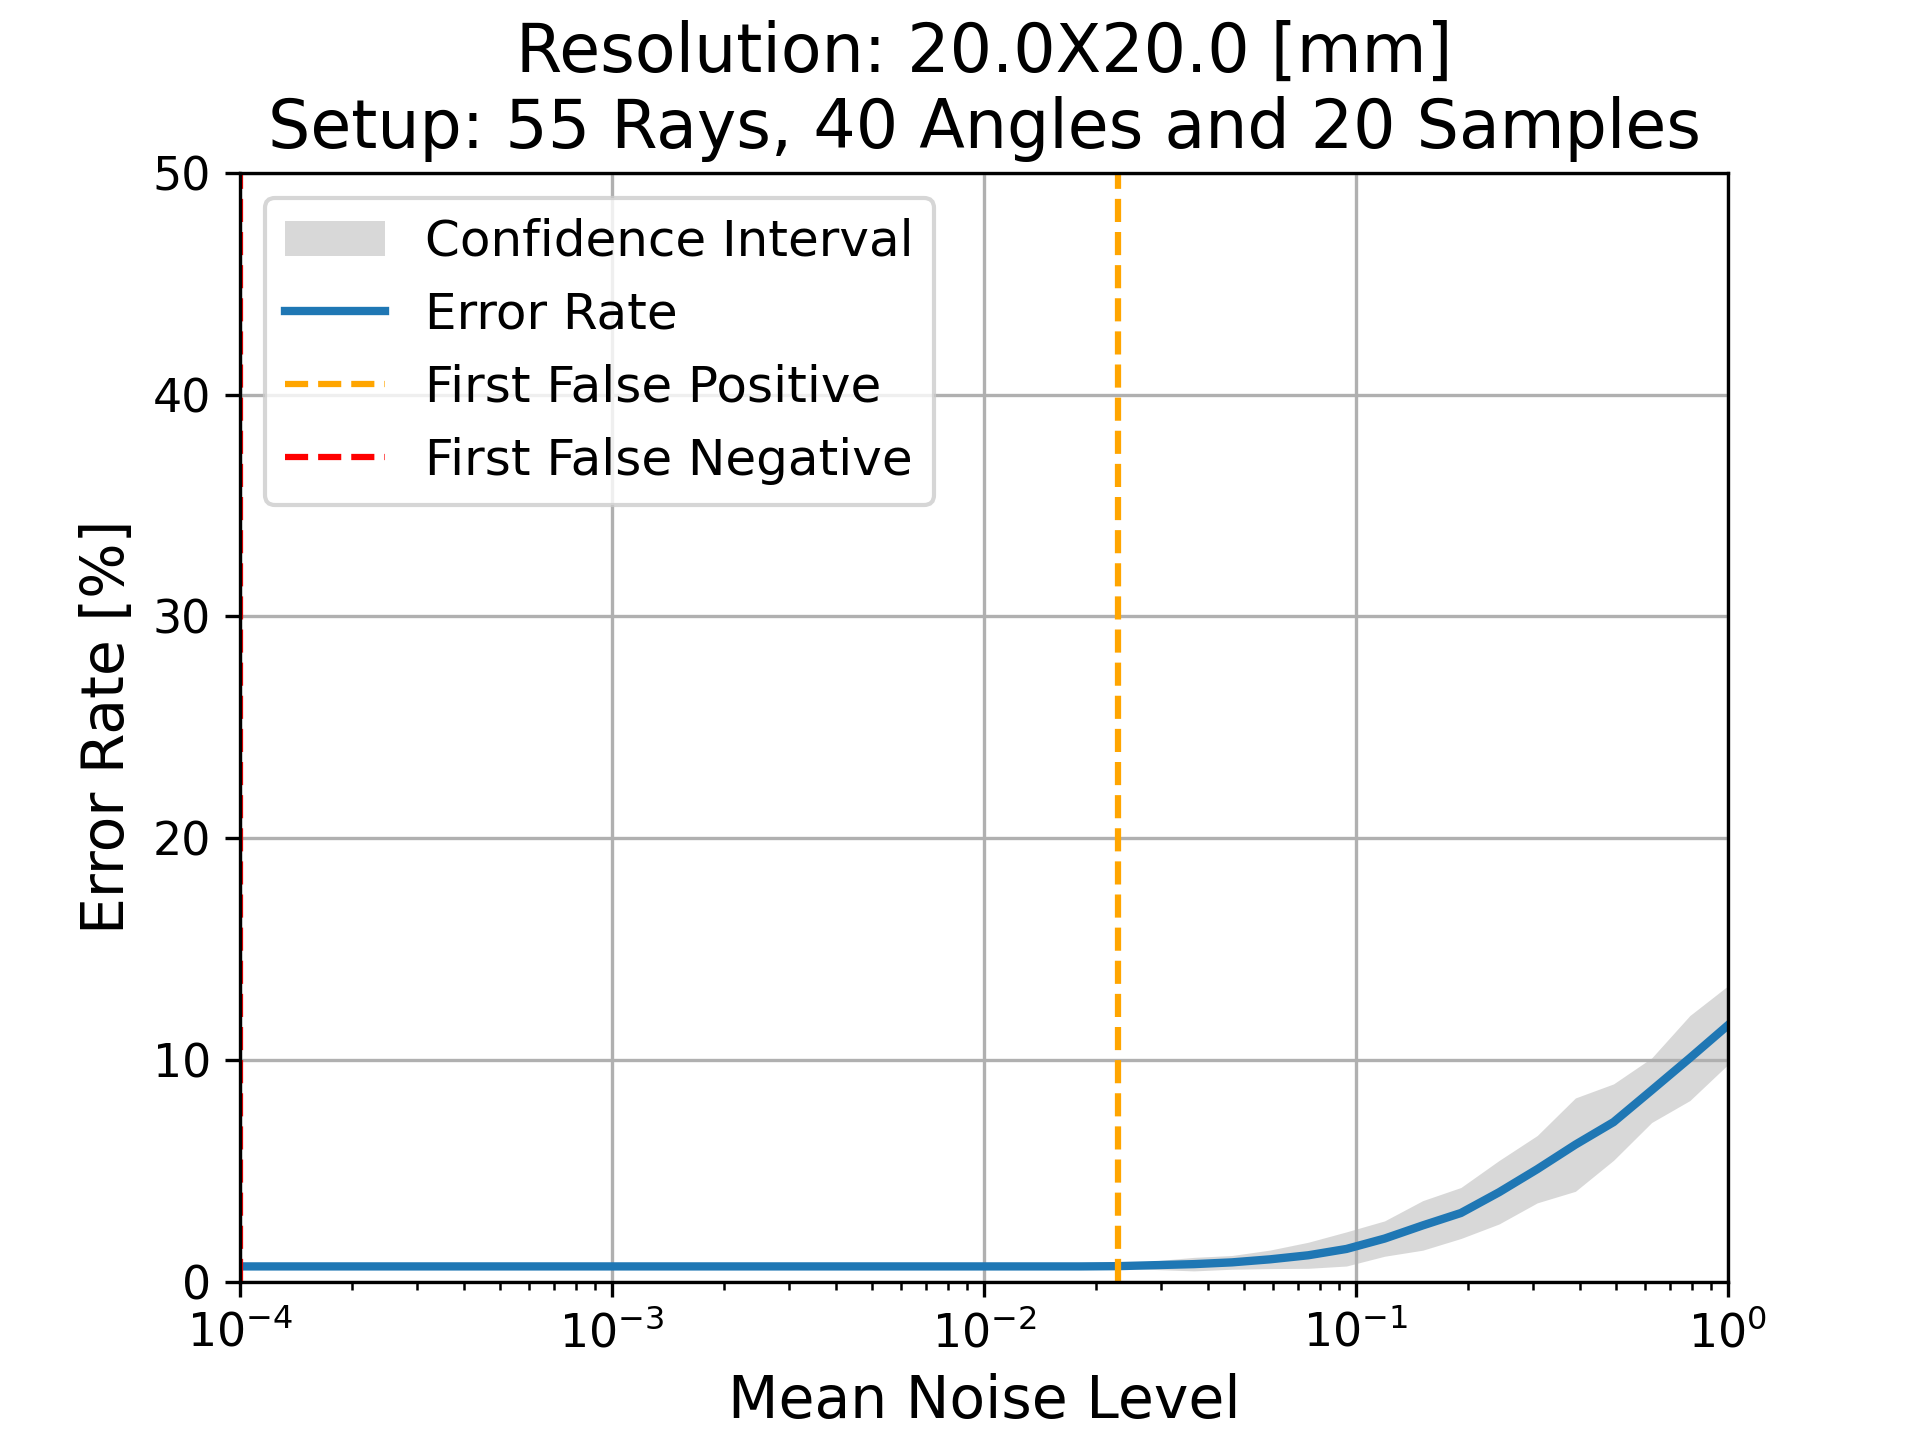 Resolution: 20.0X20.0 [mm]
Setup: 55 Rays, 40 Angles and 20 Samples
Confidence Interval
Error Rate
First False Positive
First False Negative
Error Rate [%]
50
40
30
20
10
0
10⁻⁴ 10⁻³ 10⁻² 10⁻¹ 10⁰
Mean Noise Level